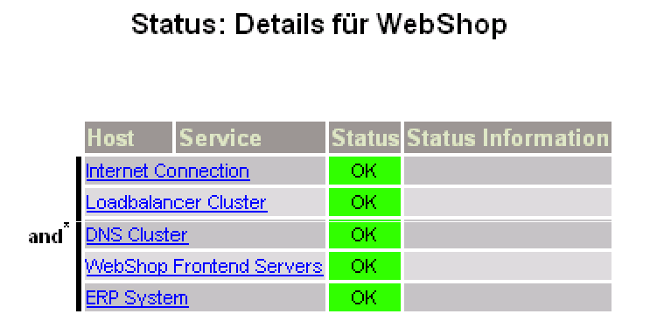 Status: Details für WebShop
Host Service Status Status Information
Internet Connection OK
Loadbalancer Cluster OK
and* DNS Cluster OK
WebShop Frontend Servers OK
ERP System OK